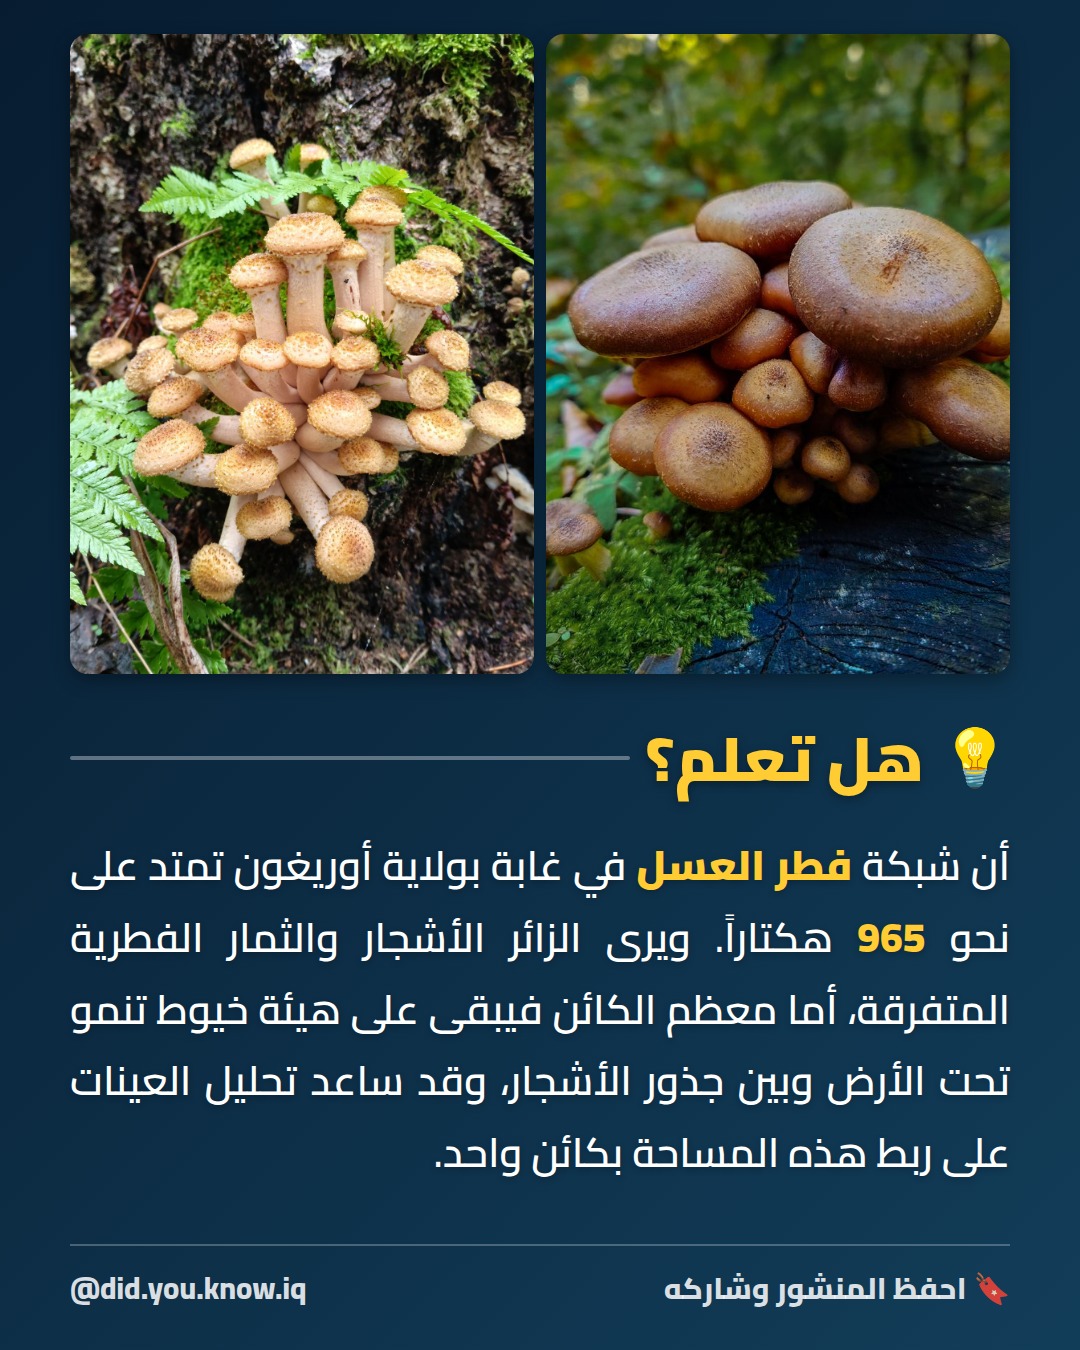 هل تعلم؟
أن شبكة فطر العسل في غابة بولاية أوريغون تمتد على
نحو 965 هكتاراً. ويرى الزائر الأشجار والثمار الفطرية
المتفرقة، أما معظم الكائن فيبقى على هيئة خيوط تنمو
تحت الأرض وبين جذور الأشجار، وقد ساعد تحليل العينات
على ربط هذه المساحة بكائن واحد.
احفظ المنشور وشاركه
@did.you.know.iq